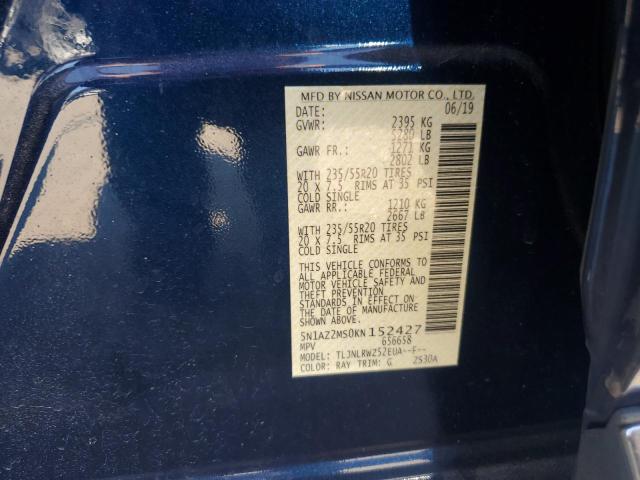 MFD BY NISSAN MOTOR CO., LTD.
DATE: 06/19
GVWR: 2395 KG
5280 LB
GAWR FR.: 1271 KG
2802 LB
WITH 235/55R20 TIRES
20 X 7.5 RIMS AT 35 PSI
COLD SINGLE
GAWR RR.: 1210 KG
2667 LB
WITH 235/55R20 TIRES
20 X 7.5 RIMS AT 35 PSI
COLD SINGLE
THIS VEHICLE CONFORMS TO
ALL APPLICABLE FEDERAL
MOTOR VEHICLE SAFETY AND
THEFT PREVENTION
STANDARDS IN EFFECT ON
THE DATE OF MANUFACTURE
SHOWN ABOVE.
5N1AZ2MS0KN 152427
MPV 656658
MODEL: TLJNLRWZ52EUA--F--
COLOR: RAY TRIM: G 2S30A